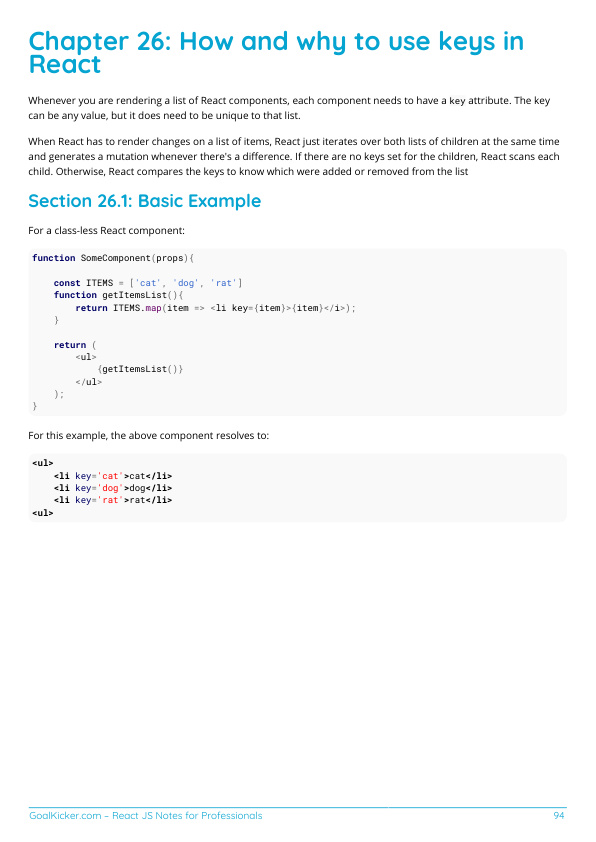 Chapter 26: How and why to use keys in
React
Whenever you are rendering a list of React components, each component needs to have a key attribute. The key
can be any value, but it does need to be unique to that list.
When React has to render changes on a list of items, React just iterates over both lists of children at the same time
and generates a mutation whenever there's a difference. If there are no keys set for the children, React scans each
child. Otherwise, React compares the keys to know which were added or removed from the list
Section 26.1: Basic Example
For a class-less React component:
function SomeComponent(props){
    const ITEMS = ['cat', 'dog', 'rat']
    function getItemsList(){
        return ITEMS.map(item => <li key={item}>{item}</i>);
    }
    return (
        <ul>
            {getItemsList()}
        </ul>
    );
}
For this example, the above component resolves to:
<ul>
    <li key='cat'>cat</li>
    <li key='dog'>dog</li>
    <li key='rat'>rat</li>
<ul>
GoalKicker.com – React JS Notes for Professionals 94